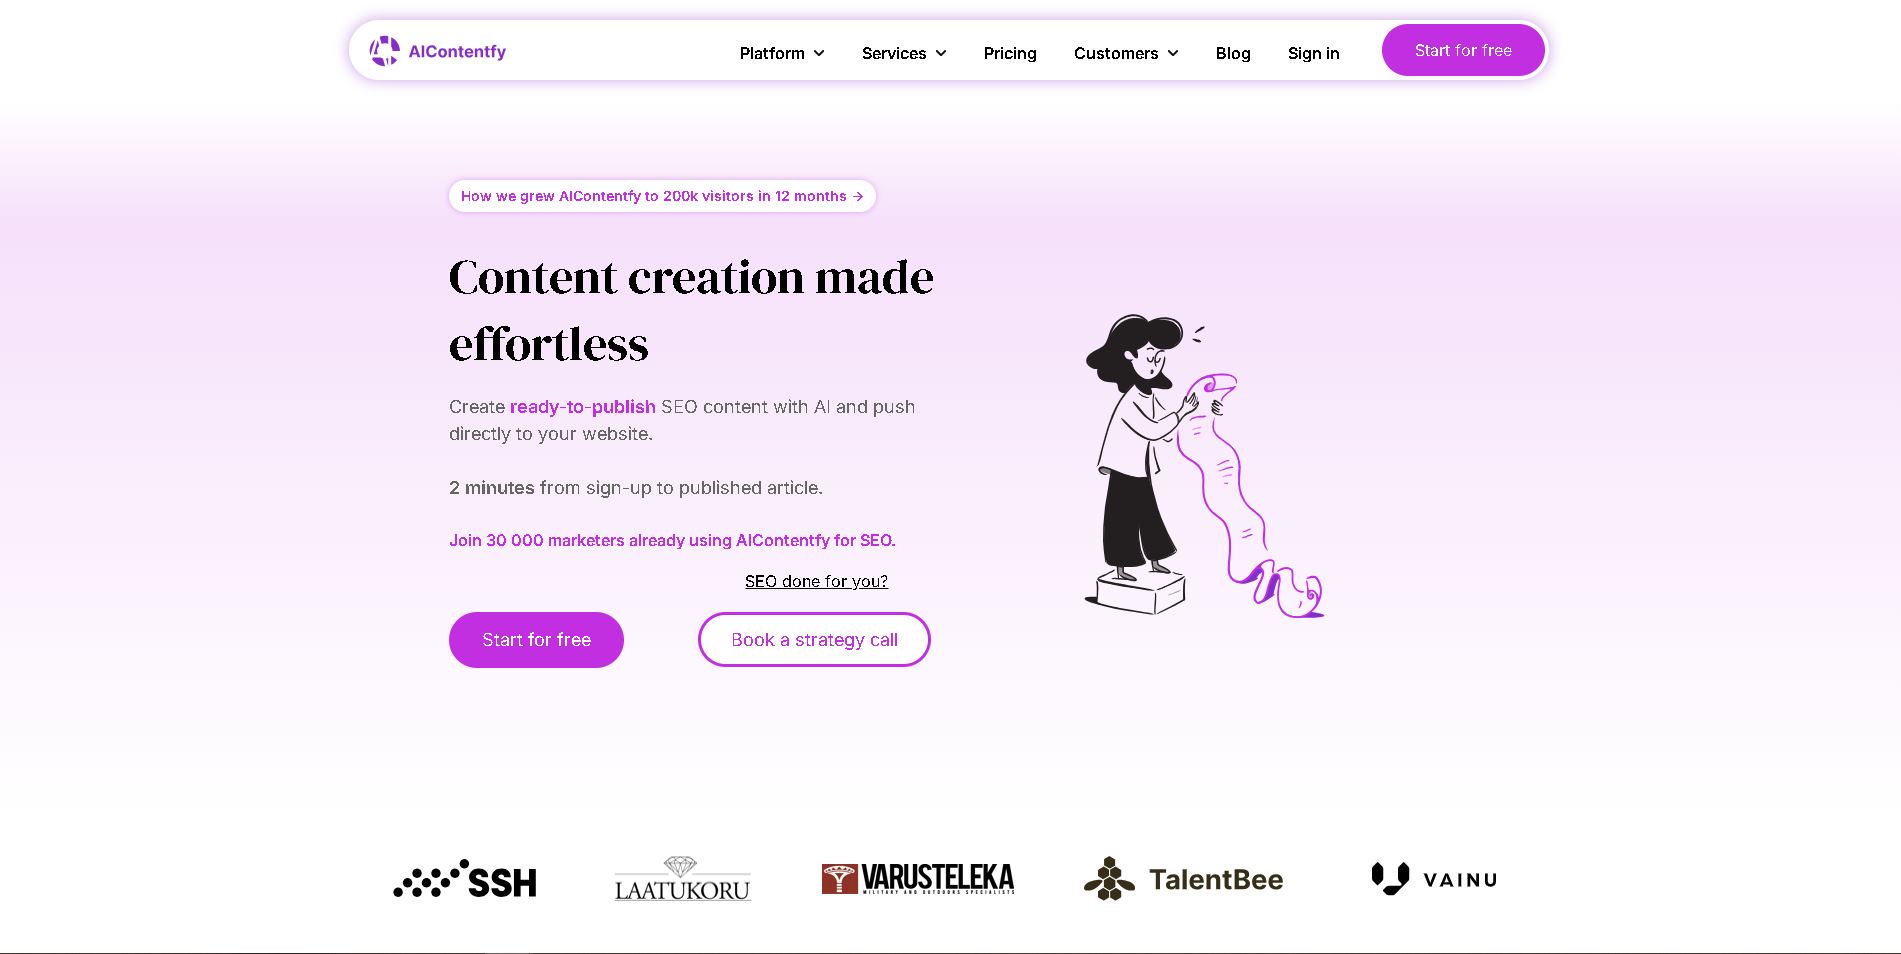 AIContentfy
Platform Services Pricing Customers Blog Sign in Start for free
How we grew AIContentfy to 200k visitors in 12 months →
Content creation made
effortless
Create ready-to-publish SEO content with AI and push
directly to your website.
2 minutes from sign-up to published article.
Join 30 000 marketers already using AIContentfy for SEO.
SEO done for you?
Start for free
Book a strategy call
SSH
LAATUKORU
VARUSTELEKA
MILITARY AND OUTDOORS SPECIALISTS
TalentBee
VAINU